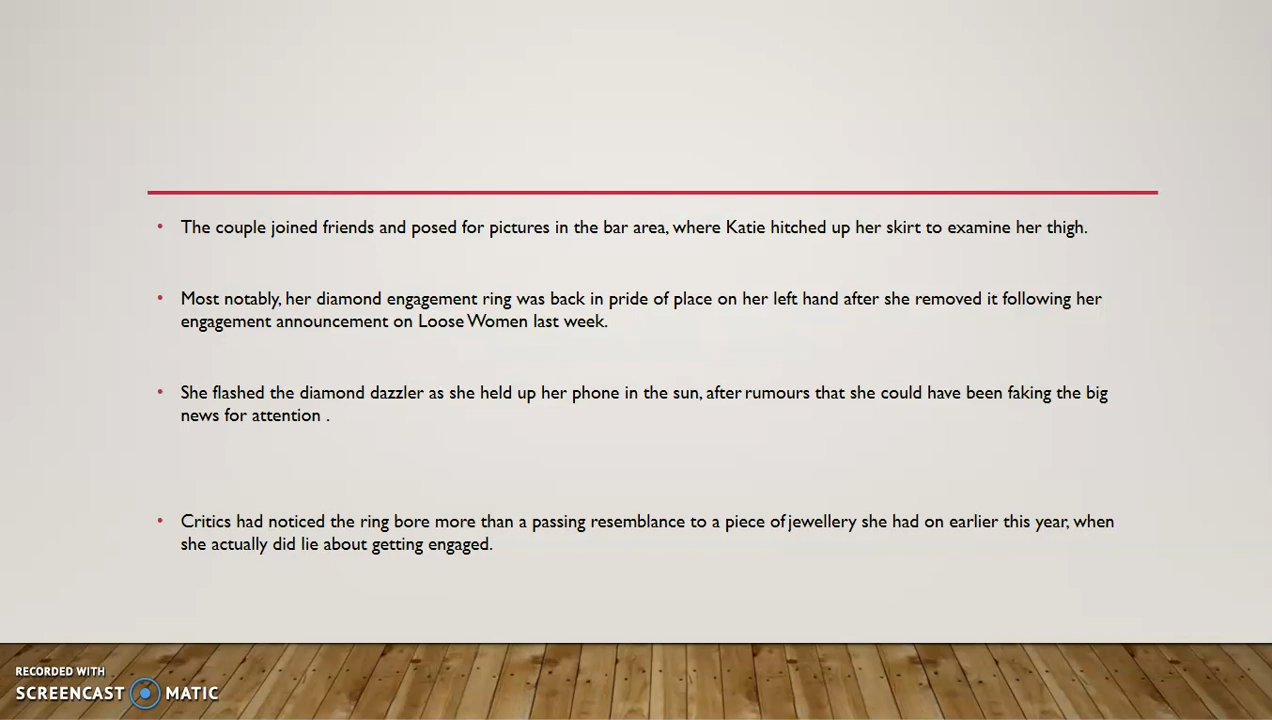 • The couple joined friends and posed for pictures in the bar area, where Katie hitched up her skirt to examine her thigh.
• Most notably, her diamond engagement ring was back in pride of place on her left hand after she removed it following her
engagement announcement on Loose Women last week.
• She flashed the diamond dazzler as she held up her phone in the sun, after rumours that she could have been faking the big
news for attention .
• Critics had noticed the ring bore more than a passing resemblance to a piece of jewellery she had on earlier this year, when
she actually did lie about getting engaged.
RECORDED WITH
SCREENCAST MATIC